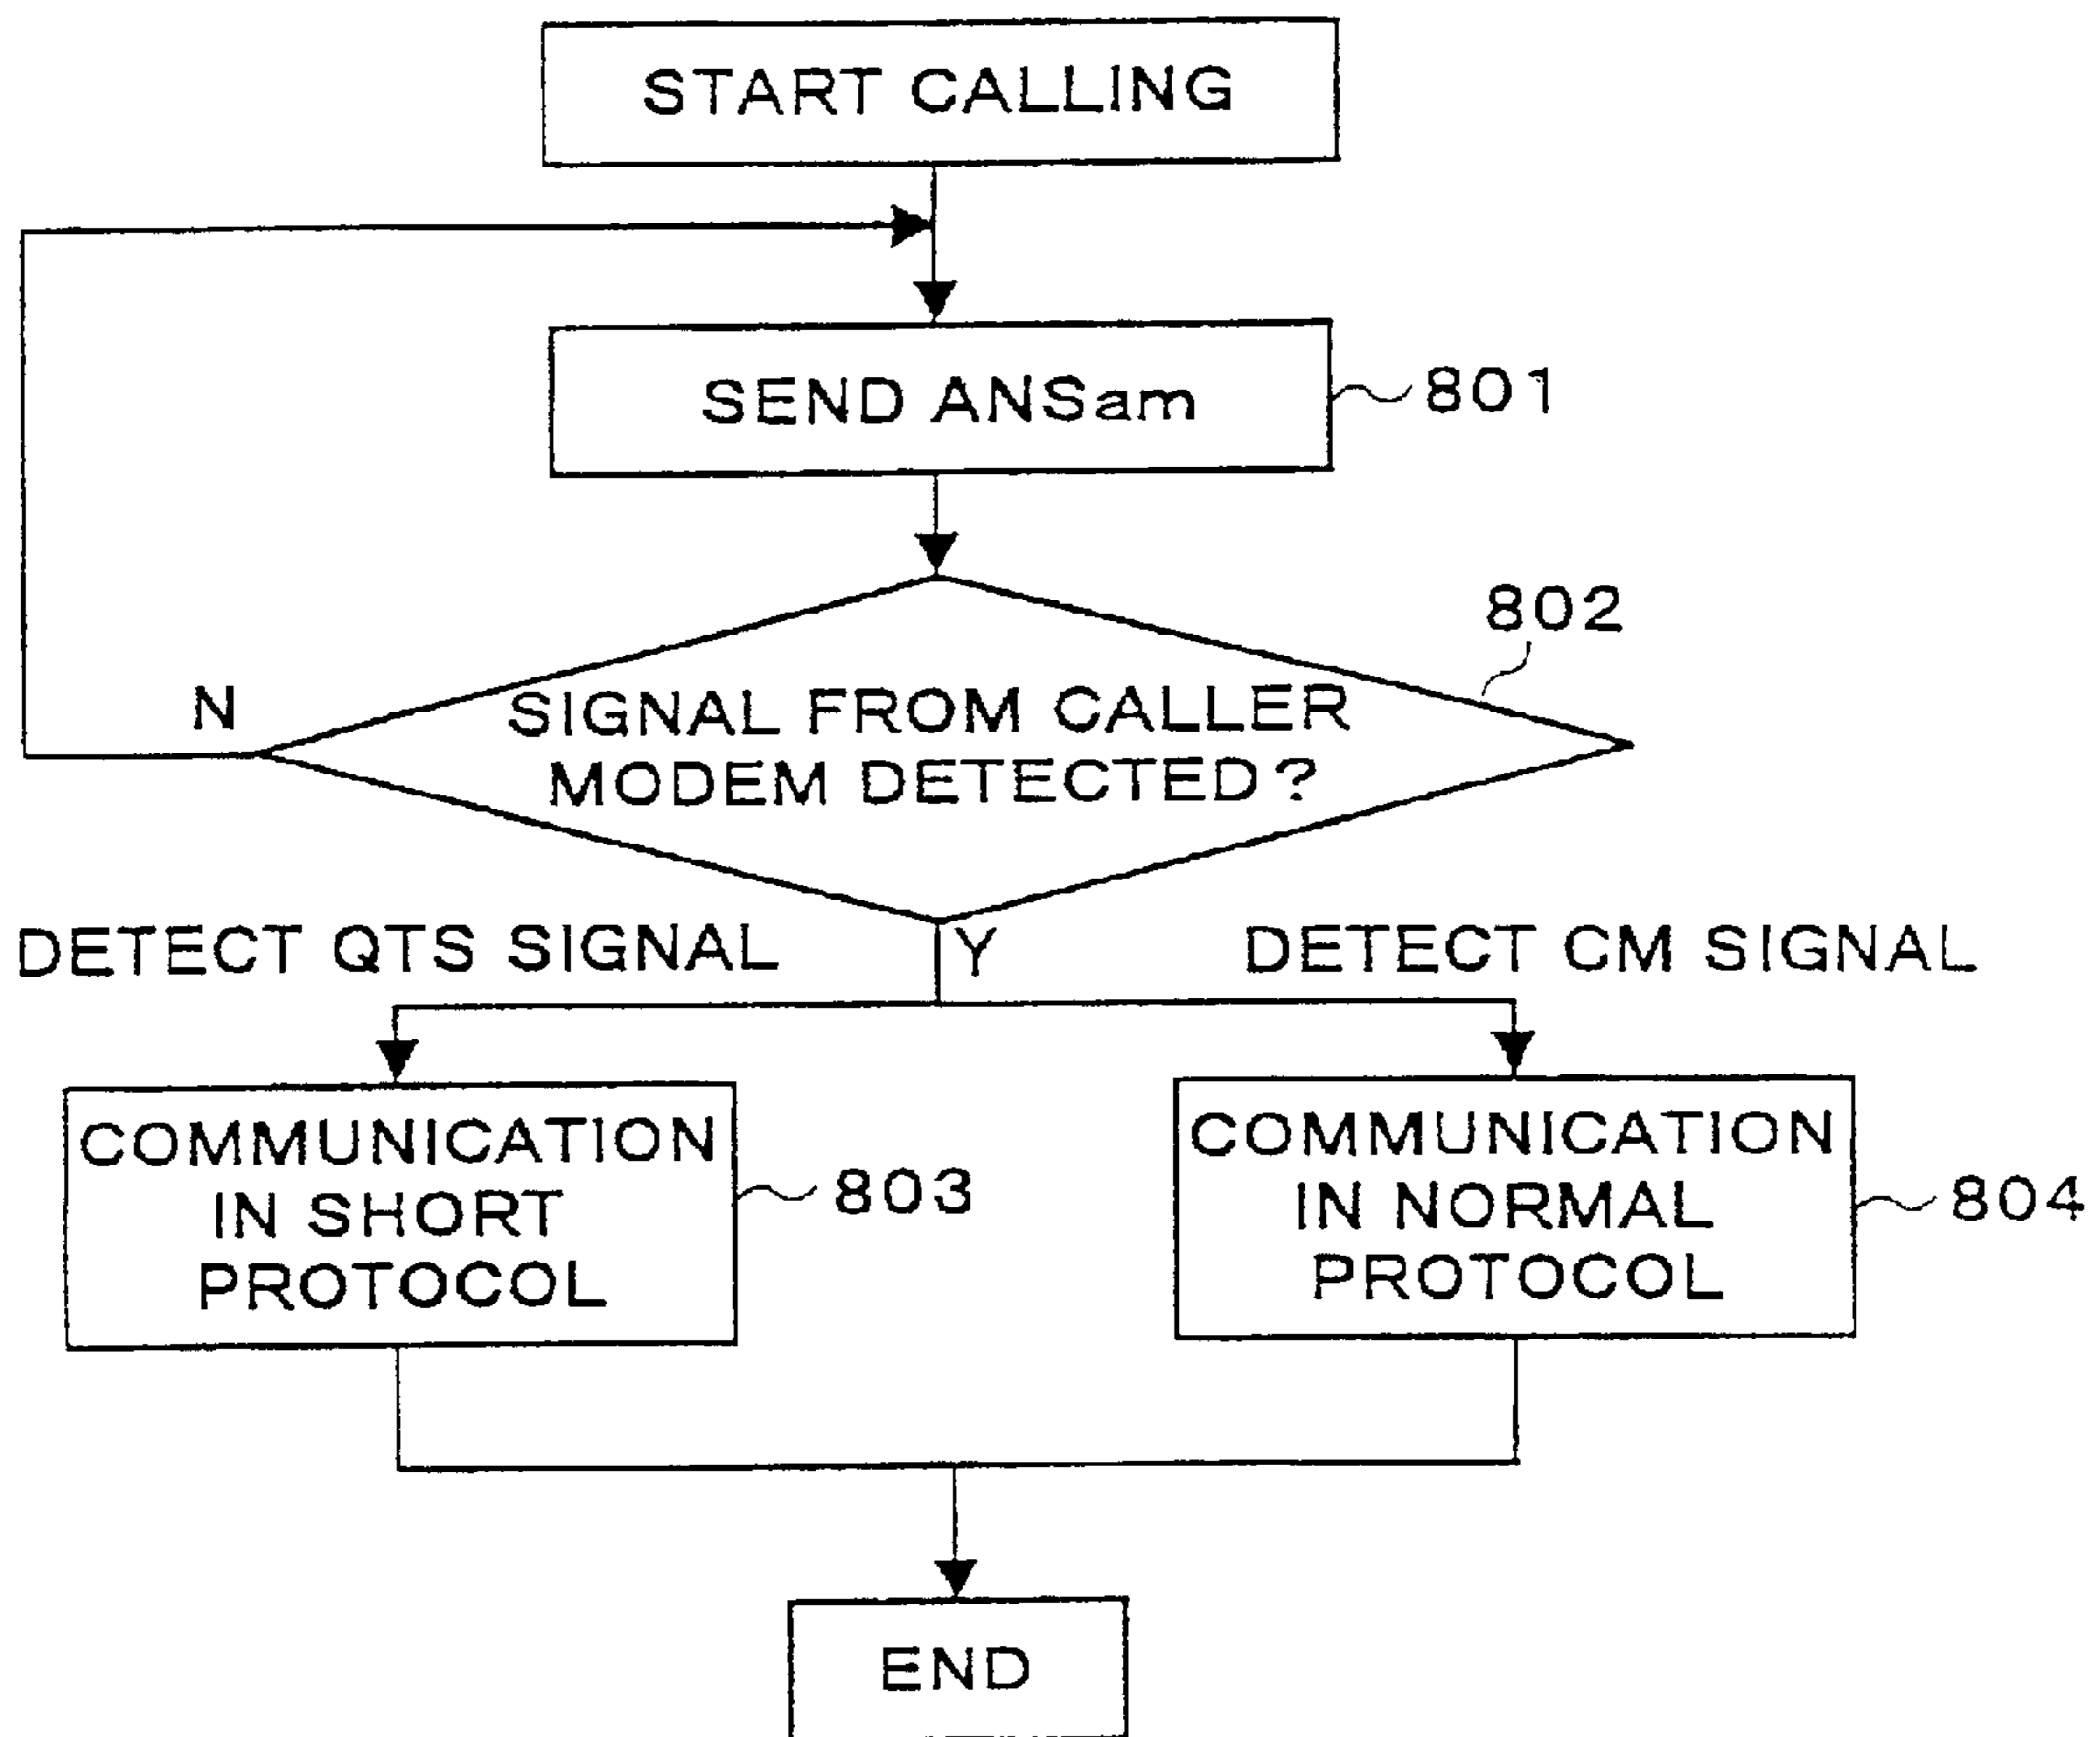 START CALLING
SEND ANSam
801
802
N
SIGNAL FROM CALLER
MODEM DETECTED?
DETECT QTS SIGNAL
Y
DETECT CM SIGNAL
COMMUNICATION
IN SHORT
PROTOCOL
803
COMMUNICATION
IN NORMAL
PROTOCOL
804
END